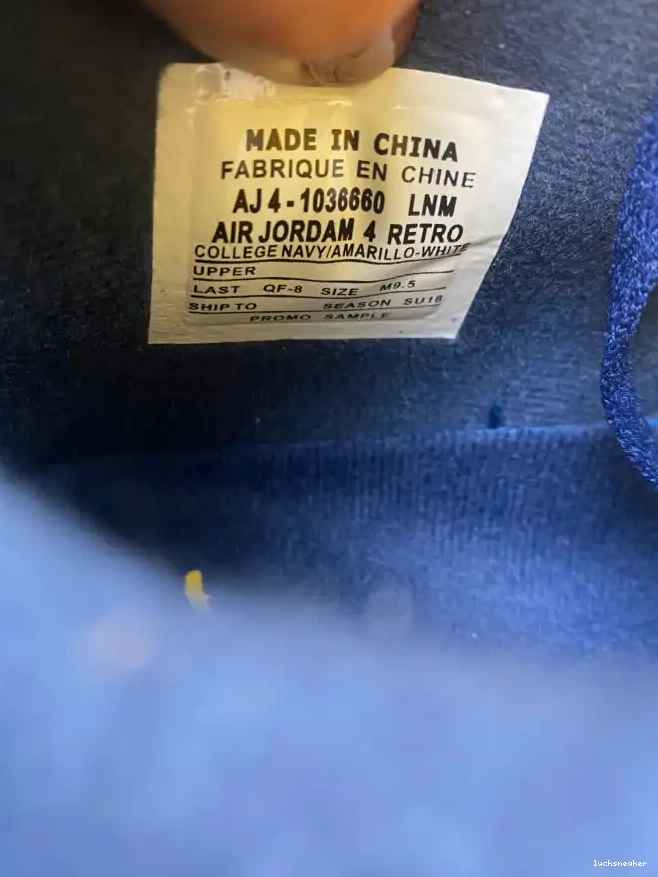 MADE IN CHINA
FABRIQUE EN CHINE
AJ 4-1036660 LNM
AIR JORDAM 4 RETRO
COLLEGE NAVY/AMARILLO-WHITE
UPPER
LAST QF-8 SIZE M9.5
SHIP TO SEASON SU18
PROMO SAMPLE
lucksneaker